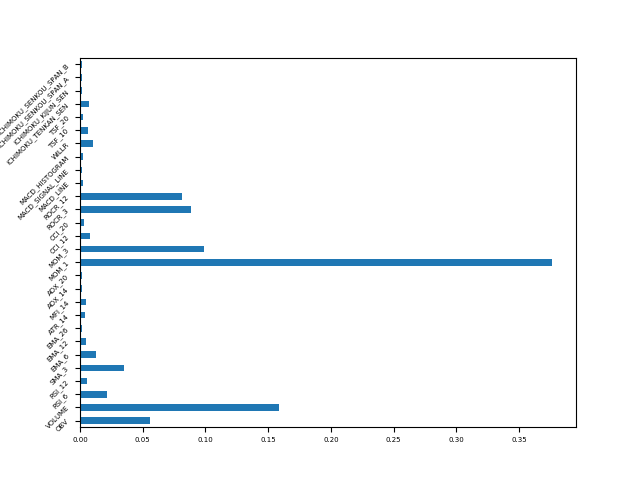 ICHIMOKU_SENKOU_SPAN_B
ICHIMOKU_SENKOU_SPAN_A
ICHIMOKU_KIJUN_SEN
ICHIMOKU_TENKAN_SEN
TSF_20
TSF_10
WILLR
MACD_HISTOGRAM
MACD_SIGNAL_LINE
MACD_LINE
ROCR_12
ROCR_3
CCI_20
CCI_12
MOM_3
MOM_1
ADX_20
ADX_14
MFI_14
ATR_14
EMA_26
EMA_12
EMA_6
SMA_3
RSI_12
RSI_6
VOLUME
OBV
0.00 0.05 0.10 0.15 0.20 0.25 0.30 0.35